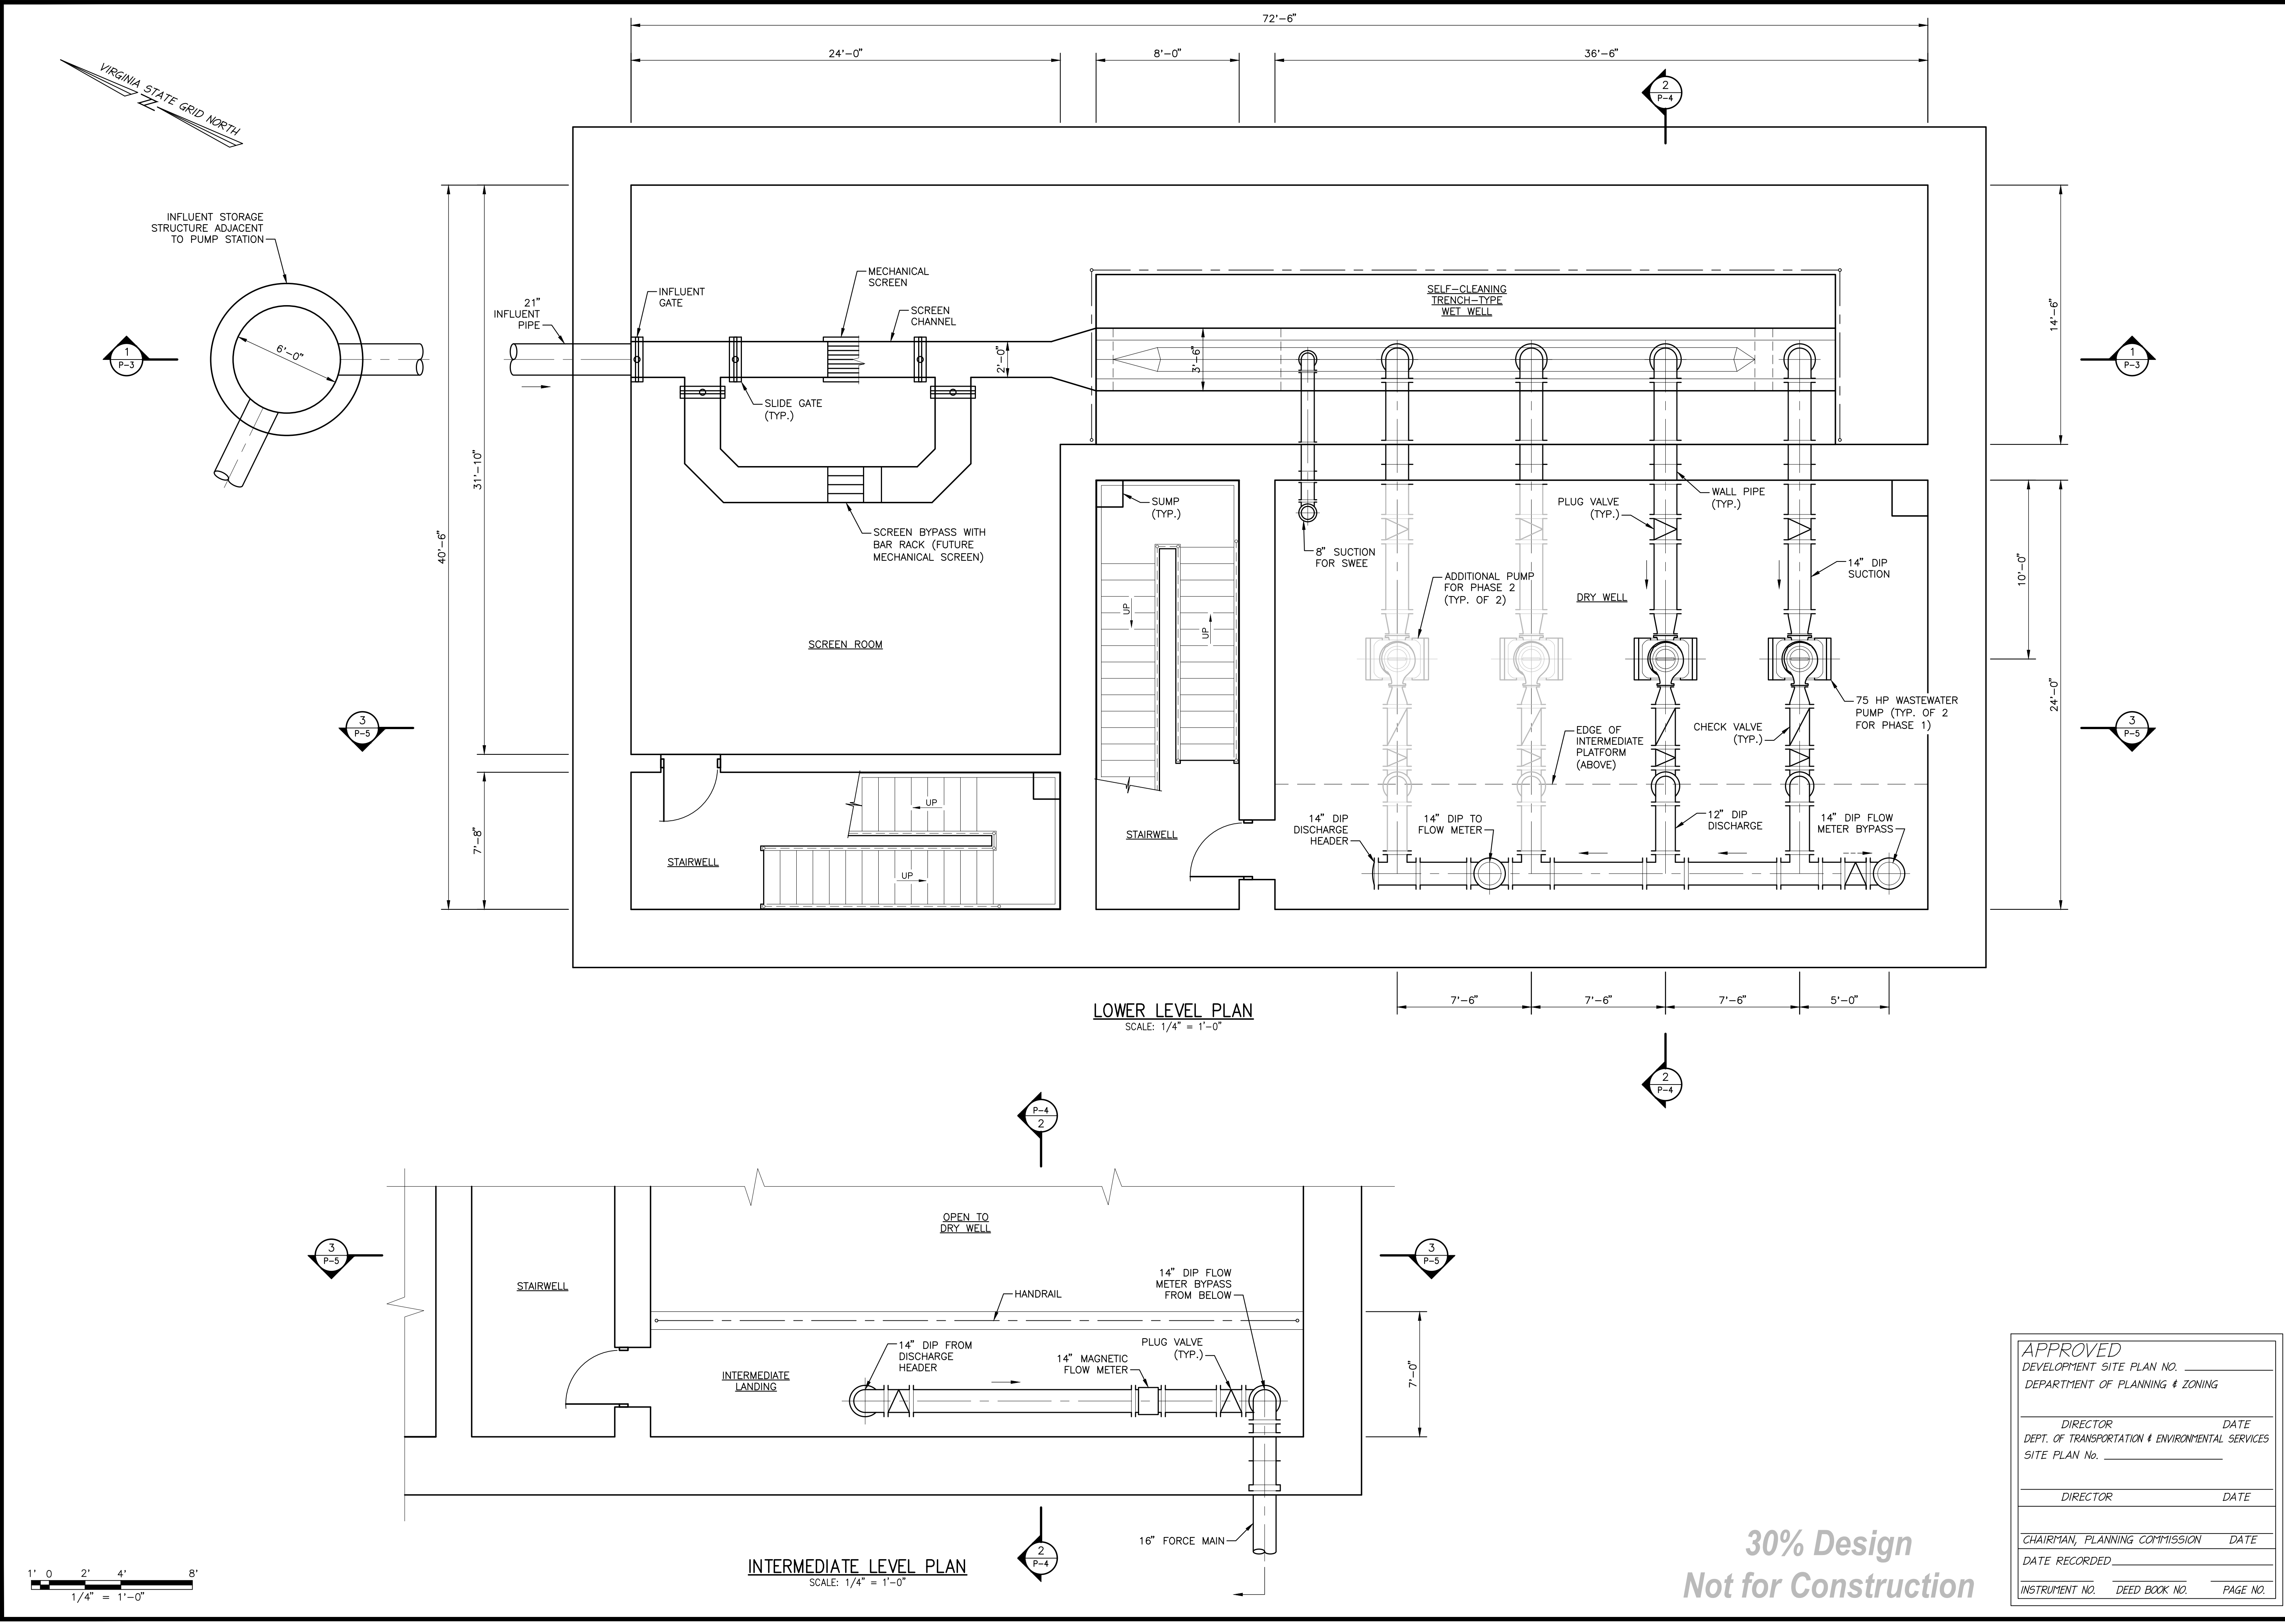 72'-6"
24'-0"
8'-0"
36'-6"
VIRGINIA STATE GRID NORTH
2
P-4
INFLUENT STORAGE
STRUCTURE ADJACENT
TO PUMP STATION
6'-0"
1
P-3
21"
INFLUENT
PIPE
INFLUENT
GATE
MECHANICAL
SCREEN
SCREEN
CHANNEL
2'-0"
3'-6"
SELF-CLEANING
TRENCH-TYPE
WET WELL
14'-6"
1
P-3
SLIDE GATE
(TYP.)
31'-10"
40'-6"
SCREEN BYPASS WITH
BAR RACK (FUTURE
MECHANICAL SCREEN)
SUMP
(TYP.)
8" SUCTION
FOR SWEE
PLUG VALVE
(TYP.)
WALL PIPE
(TYP.)
14" DIP
SUCTION
10'-0"
24'-0"
ADDITIONAL PUMP
FOR PHASE 2
(TYP. OF 2)
DRY WELL
UP
UP
SCREEN ROOM
3
P-5
75 HP WASTEWATER
PUMP (TYP. OF 2
FOR PHASE 1)
3
P-5
EDGE OF
INTERMEDIATE
PLATFORM
(ABOVE)
CHECK VALVE
(TYP.)
7'-8"
UP
UP
STAIRWELL
STAIRWELL
14" DIP
DISCHARGE
HEADER
14" DIP TO
FLOW METER
12" DIP
DISCHARGE
14" DIP FLOW
METER BYPASS
7'-6"
7'-6"
7'-6"
5'-0"
LOWER LEVEL PLAN
SCALE: 1/4" = 1'-0"
2
P-4
P-4
2
OPEN TO
DRY WELL
3
P-5
3
P-5
STAIRWELL
HANDRAIL
14" DIP FLOW
METER BYPASS
FROM BELOW
14" DIP FROM
DISCHARGE
HEADER
14" MAGNETIC
FLOW METER
PLUG VALVE
(TYP.)
INTERMEDIATE
LANDING
7'-0"
16" FORCE MAIN
2
P-4
INTERMEDIATE LEVEL PLAN
SCALE: 1/4" = 1'-0"
1' 0 2' 4' 8'
1/4" = 1'-0"
30% Design
Not for Construction
APPROVED
DEVELOPMENT SITE PLAN NO.
DEPARTMENT OF PLANNING & ZONING
DIRECTOR DATE
DEPT. OF TRANSPORTATION & ENVIRONMENTAL SERVICES
SITE PLAN No.
DIRECTOR DATE
CHAIRMAN, PLANNING COMMISSION DATE
DATE RECORDED
INSTRUMENT NO. DEED BOOK NO. PAGE NO.